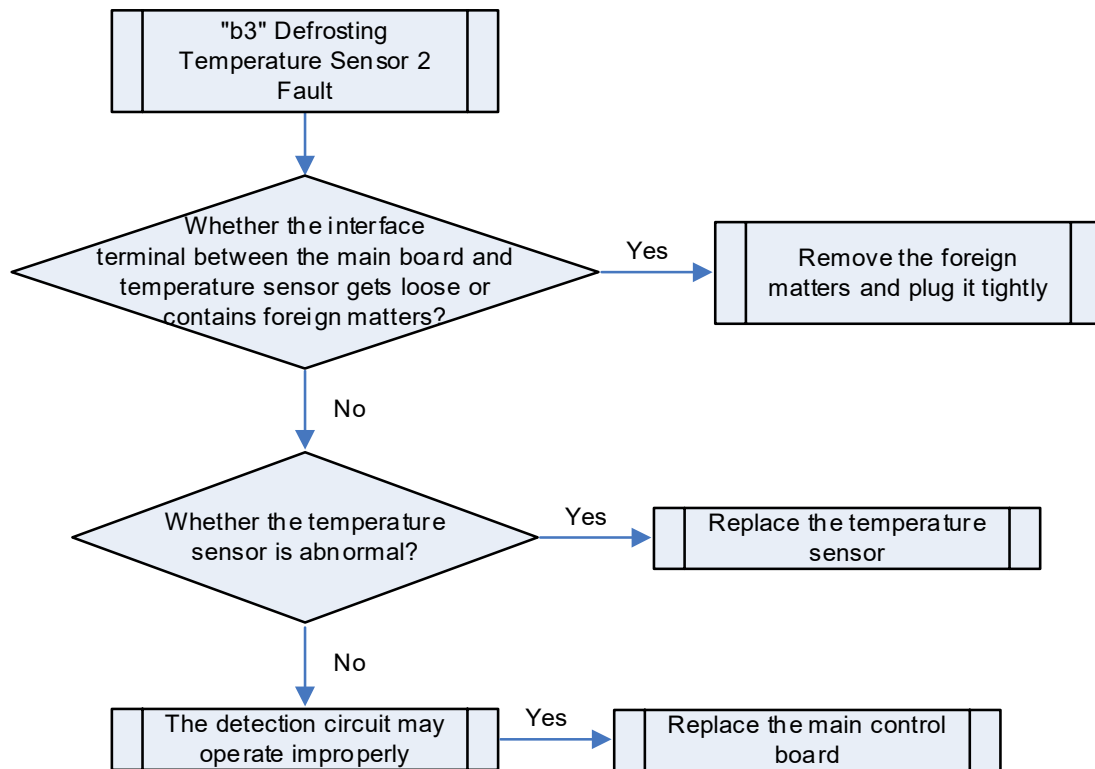 "b3" Defrosting
Temperature Sensor 2
Fault
Whether the interface
terminal between the main board and
temperature sensor gets loose or
contains foreign matters?
Yes
Remove the foreign
matters and plug it tightly
No
Whether the temperature
sensor is abnormal?
Yes
Replace the temperature
sensor
No
The detection circuit may
operate improperly
Yes
Replace the main control
board